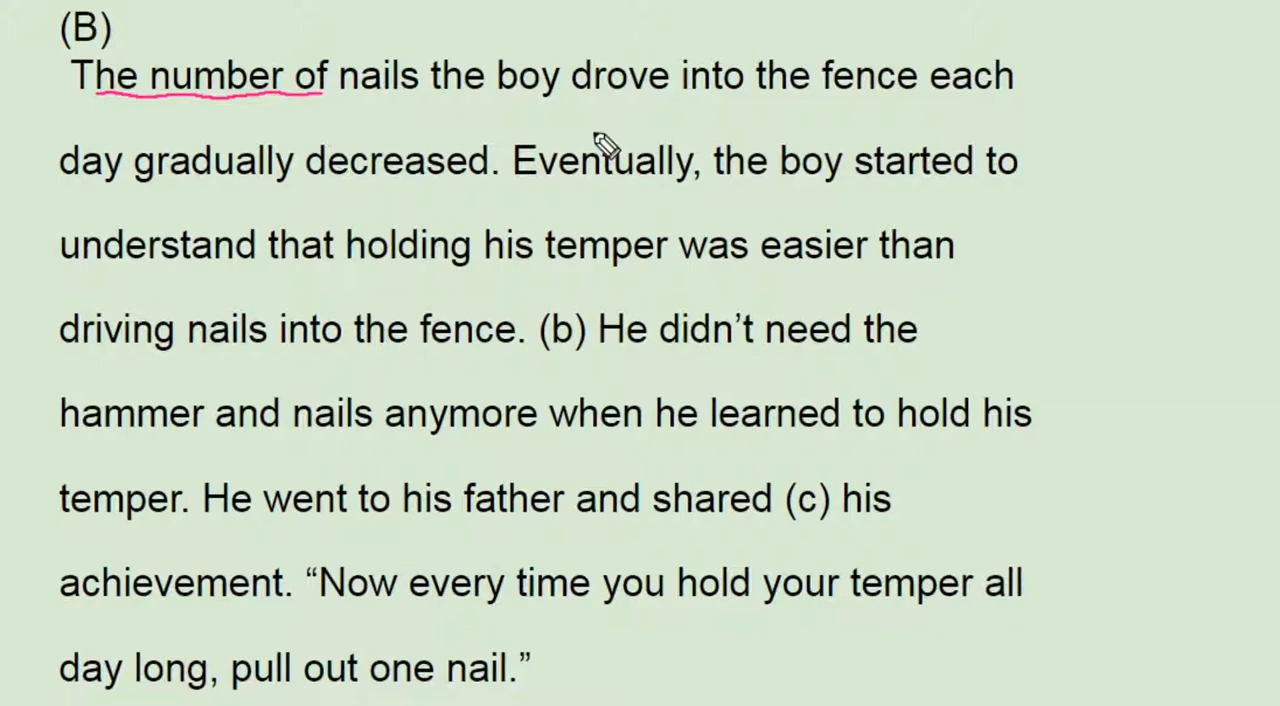 (B)
The number of nails the boy drove into the fence each
day gradually decreased. Eventually, the boy started to
understand that holding his temper was easier than
driving nails into the fence. (b) He didn’t need the
hammer and nails anymore when he learned to hold his
temper. He went to his father and shared (c) his
achievement. “Now every time you hold your temper all
day long, pull out one nail.”